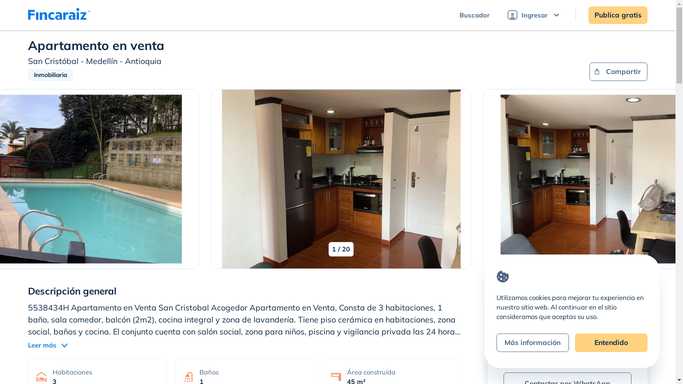 Fincaraiz
Buscador
Ingresar
Publica gratis
Apartamento en venta
San Cristóbal - Medellín - Antioquia
Inmobiliaria
Compartir
1 / 20
Descripción general
5538434H Apartamento en Venta San Cristobal Acogedor Apartamento en Venta, Consta de 3 habitaciones, 1
baño, sala comedor, balcón (2m2), cocina integral y zona de lavandería. Tiene piso cerámica en habitaciones, zona
social, baños y cocina. El conjunto cuenta con salón social, zona para niños, piscina y vigilancia privada las 24 hora...
Leer más
Habitaciones
3
Baños
1
Área construida
45 m²
Utilizamos cookies para mejorar tu experiencia en
nuestro sitio web. Al continuar en el sitio
consideramos que aceptas su uso.
Más información
Entendido
Contactar por WhatsApp